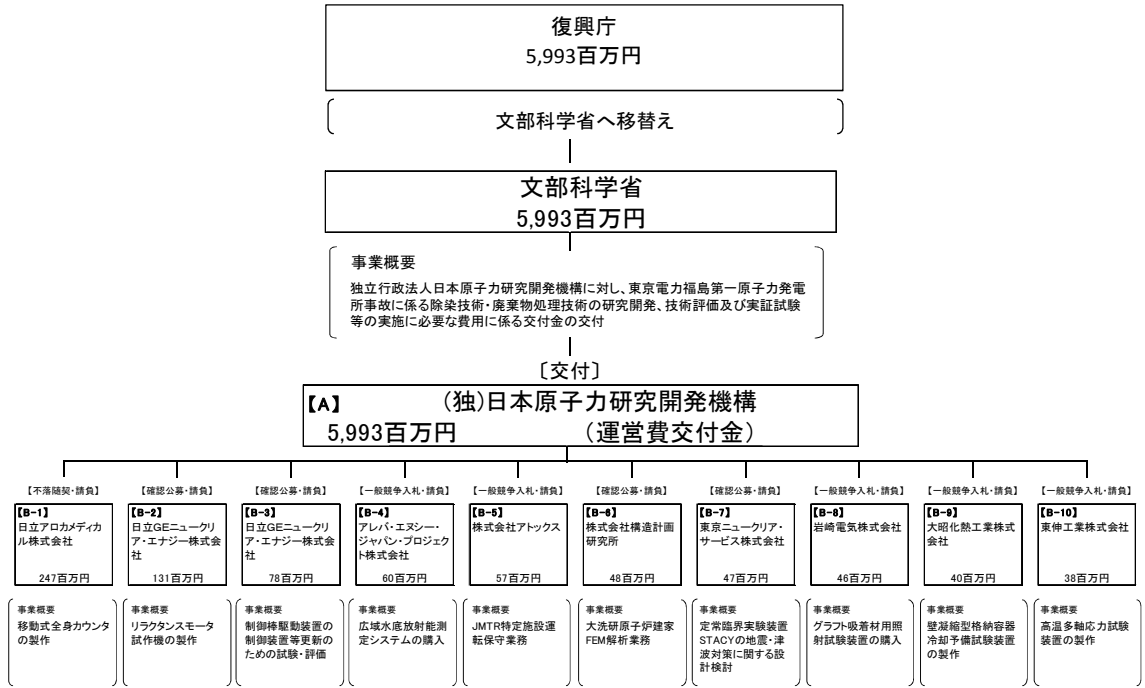 復興庁
5,993百万円
文部科学省へ移替え
文部科学省
5,993百万円
事業概要
独立行政法人日本原子力研究開発機構に対し、東京電力福島第一原子力発電
所事故に係る除染技術・廃棄物処理技術の研究開発、技術評価及び実証試験
等の実施に必要な費用に係る交付金の交付
〔交付〕
【A】 (独)日本原子力研究開発機構
5,993百万円 （運営費交付金）
【不落随契・請負】
【B-1】
日立アロカメディカ
ル株式会社
247百万円
事業概要
移動式全身カウンタ
の製作
【確認公募・請負】
【B-2】
日立GEニュークリ
ア・エナジー株式会
社
131百万円
事業概要
リラクタンスモータ
試作機の製作
【確認公募・請負】
【B-3】
日立GEニュークリ
ア・エナジー株式会
社
78百万円
事業概要
制御棒駆動装置の
制御装置等更新の
ための試験・評価
【一般競争入札・請負】
【B-4】
アレバ・エヌシー・
ジャパン・プロジェク
ト株式会社
60百万円
事業概要
広域水底放射能測
定システムの購入
【一般競争入札・請負】
【B-5】
株式会社アトックス
57百万円
事業概要
JMTR特定施設運
転保守業務
【確認公募・請負】
【B-6】
株式会社構造計画
研究所
48百万円
事業概要
大洗研原子炉建家
FEM解析業務
【確認公募・請負】
【B-7】
東京ニュークリア・
サービス株式会社
47百万円
事業概要
定常臨界実験装置
STACYの地震・津
波対策に関する設
計検討
【一般競争入札・請負】
【B-8】
岩崎電気株式会社
46百万円
事業概要
グラフト吸着材用照
射試験装置の購入
【一般競争入札・請負】
【B-9】
大昭化熱工業株式
会社
40百万円
事業概要
壁凝縮型格納容器
冷却予備試験装置
の製作
【一般競争入札・請負】
【B-10】
東伸工業株式会社
38百万円
事業概要
高温多軸応力試験
装置の製作